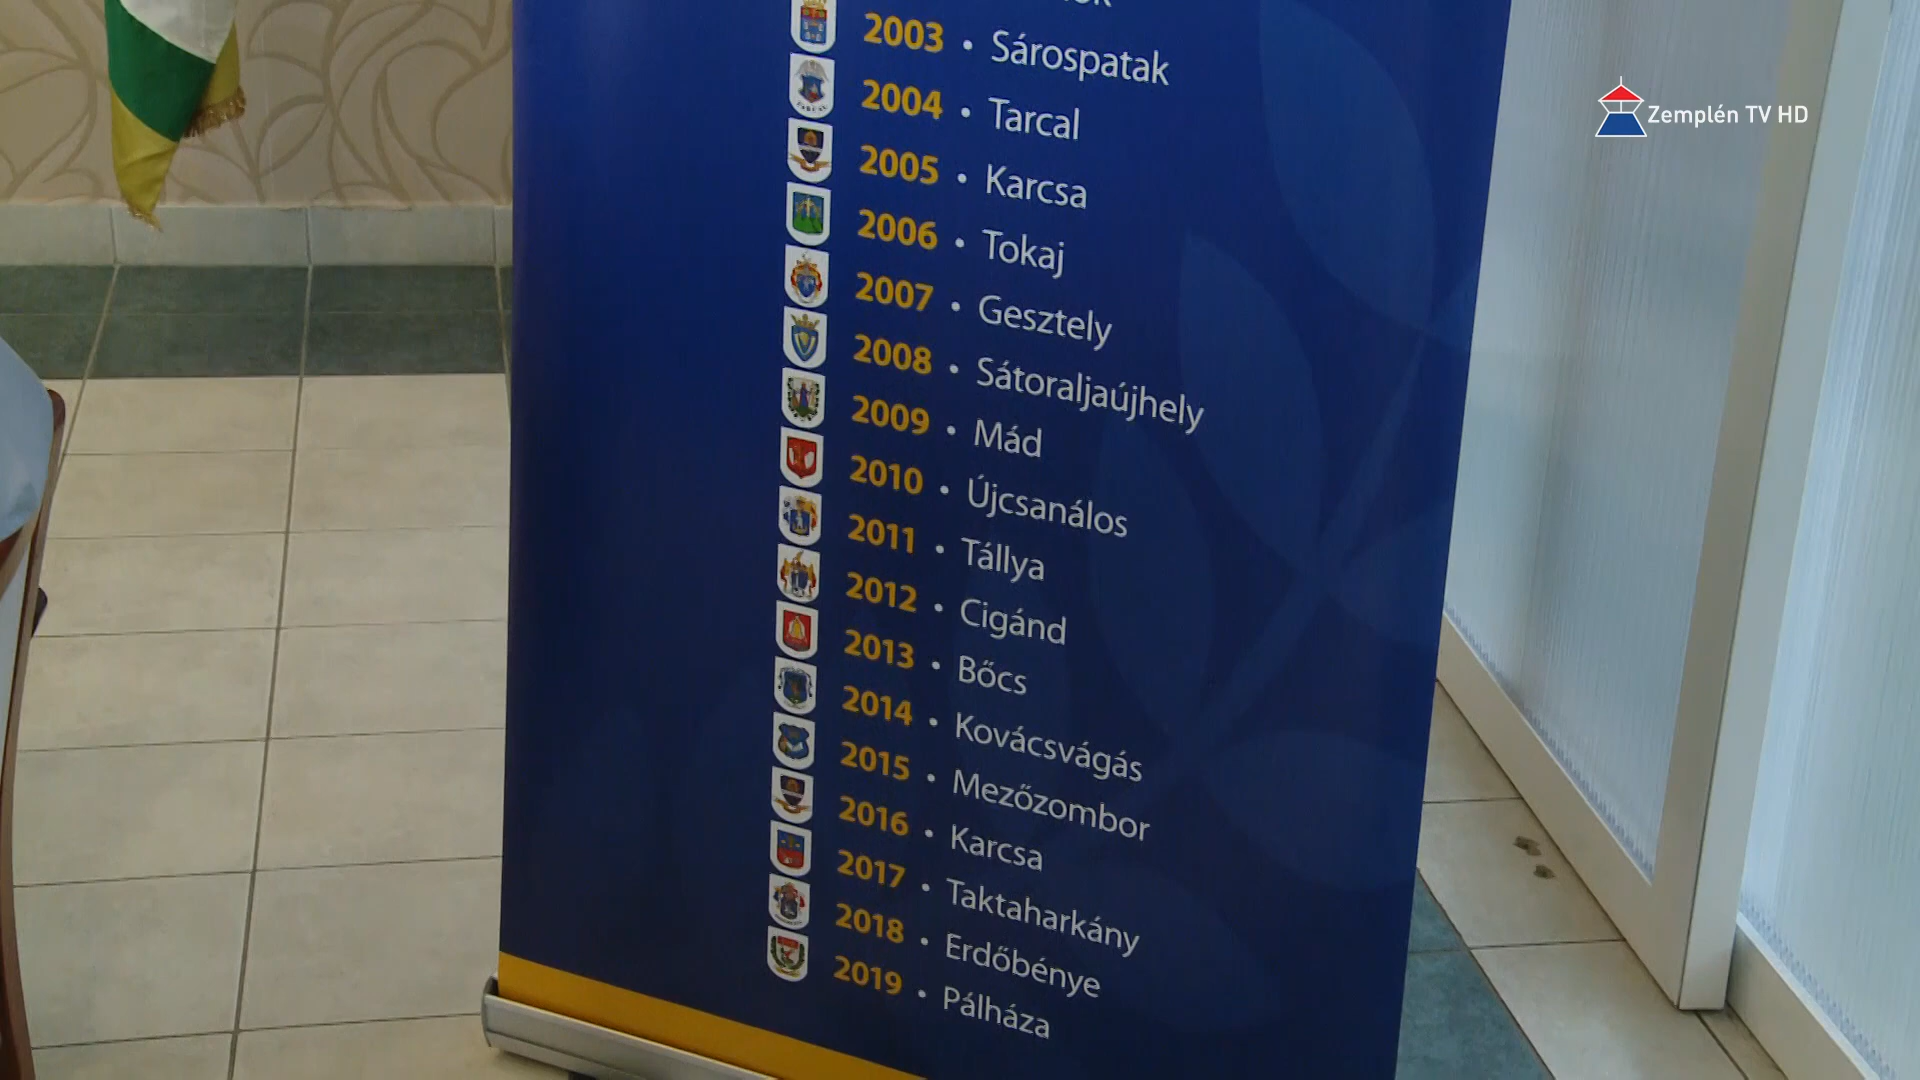 2003 • Sárospatak
2004 • Tarcal
2005 • Karcsa
2006 • Tokaj
2007 • Gesztely
2008 • Sátoraljaújhely
2009 • Mád
2010 • Újcsanálos
2011 • Tállya
2012 • Cigánd
2013 • Bőcs
2014 • Kovácsvágás
2015 • Mezőzombor
2016 • Karcsa
2017 • Taktaharkány
2018 • Erdőbénye
2019 • Pálháza
Zemplén TV HD